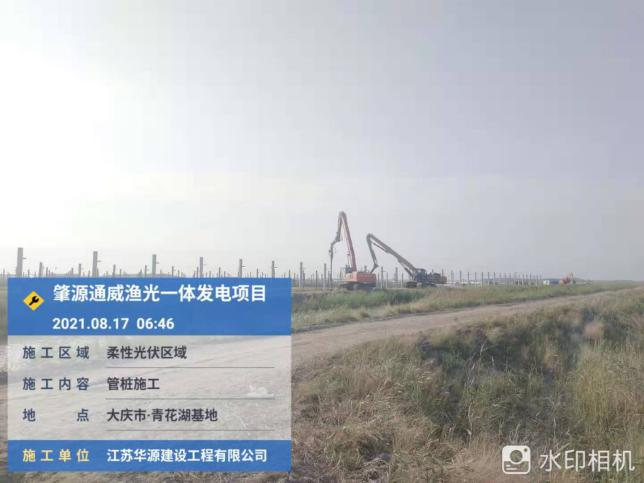 肇源通威渔光一体发电项目
2021.08.17 06:46
施工区域 柔性光伏区域
施工内容 管桩施工
地点 大庆市·青花湖基地
施工单位 江苏华源建设工程有限公司
水印相机